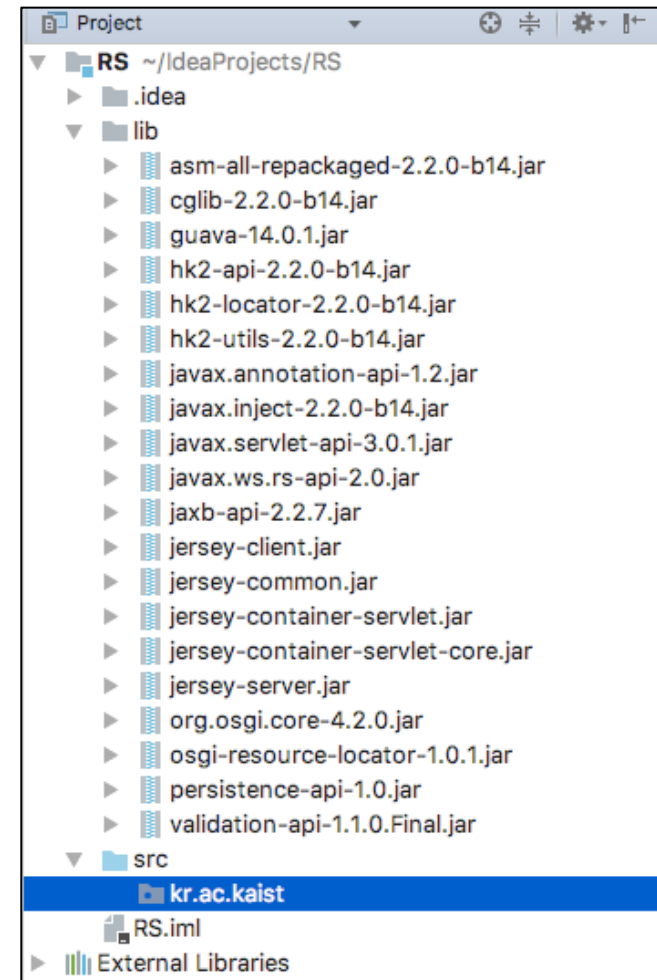 Project
RS ~/IdeaProjects/RS
.idea
lib
asm-all-repackaged-2.2.0-b14.jar
cglib-2.2.0-b14.jar
guava-14.0.1.jar
hk2-api-2.2.0-b14.jar
hk2-locator-2.2.0-b14.jar
hk2-utils-2.2.0-b14.jar
javax.annotation-api-1.2.jar
javax.inject-2.2.0-b14.jar
javax.servlet-api-3.0.1.jar
javax.ws.rs-api-2.0.jar
jaxb-api-2.2.7.jar
jersey-client.jar
jersey-common.jar
jersey-container-servlet.jar
jersey-container-servlet-core.jar
jersey-server.jar
org.osgi.core-4.2.0.jar
osgi-resource-locator-1.0.1.jar
persistence-api-1.0.jar
validation-api-1.1.0.Final.jar
src
kr.ac.kaist
RS.iml
External Libraries